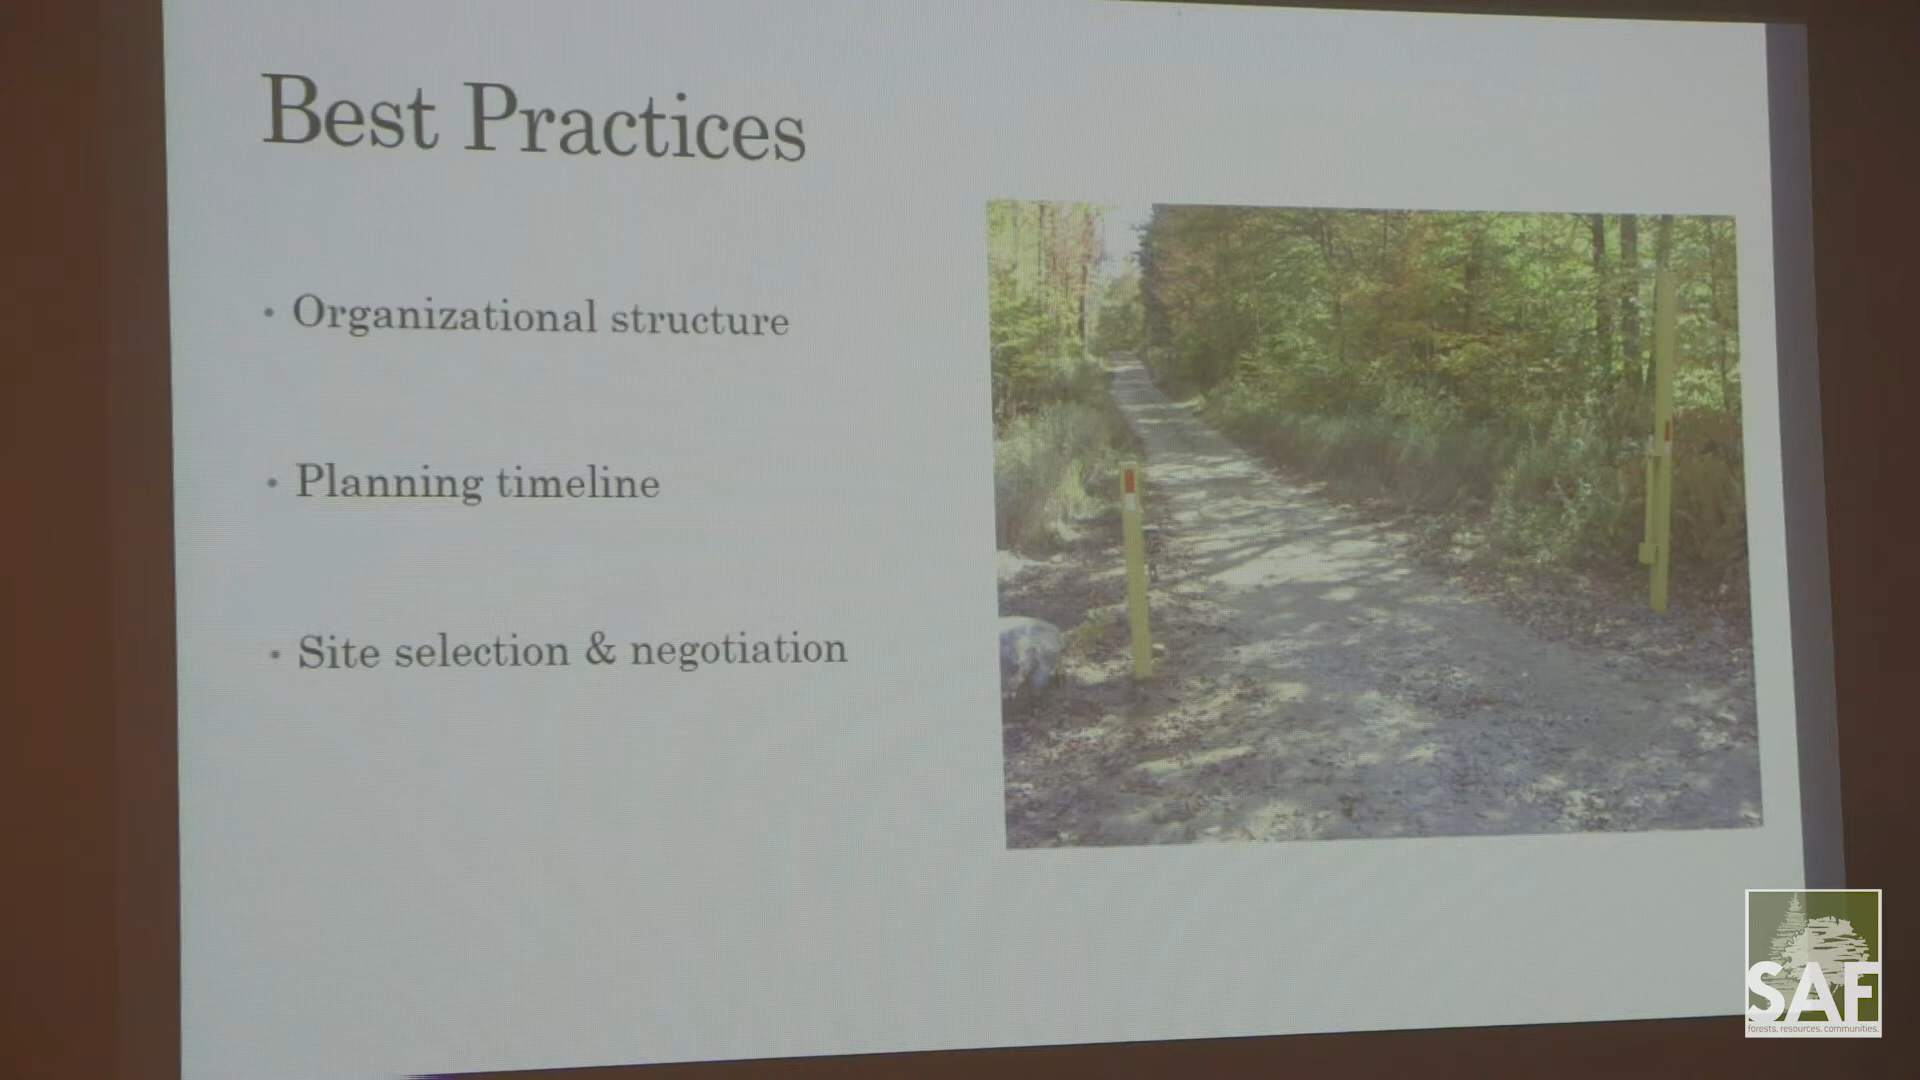 Best Practices
• Organizational structure
• Planning timeline
• Site selection & negotiation
SAF
forests. resources. communities.